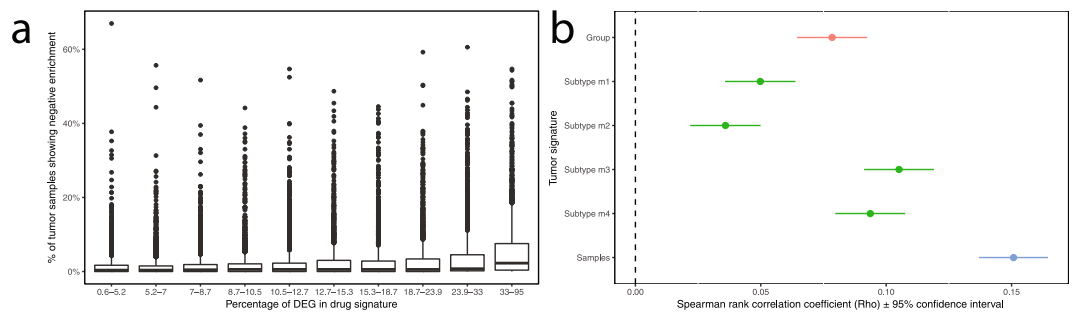 a
% of tumor samples showing negative enrichment
60%
40%
20%
0%
0.6–5.2 5.2–7 7–8.7 8.7–10.5 10.5–12.7 12.7–15.3 15.3–18.7 18.7–23.9 23.9–33 33–95
Percentage of DEG in drug signature
b
Tumor signature
Group
Subtype m1
Subtype m2
Subtype m3
Subtype m4
Samples
0.00 0.05 0.10 0.15
Spearman rank correlation coefficient (Rho) ± 95% confidence interval